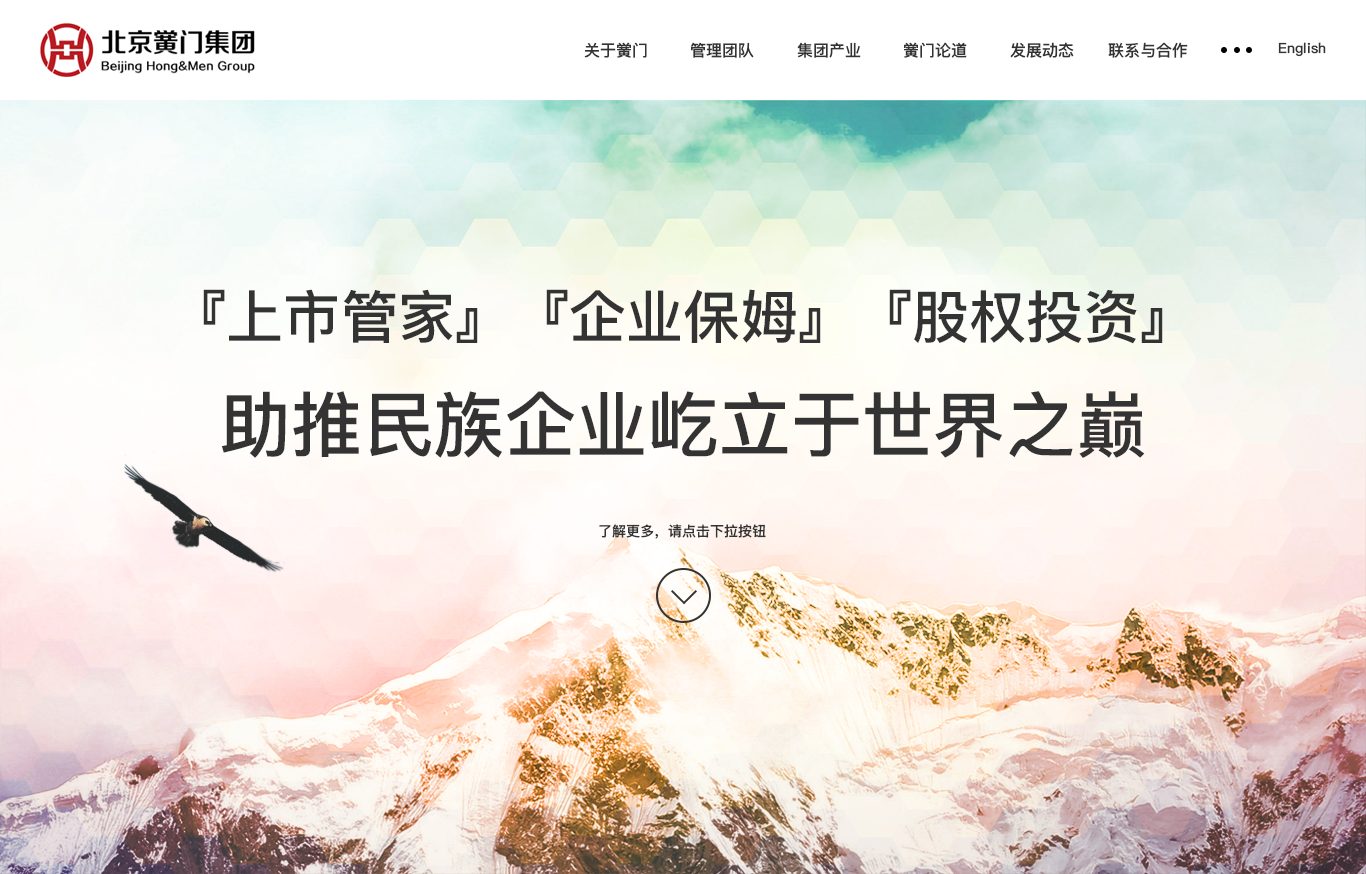 北京黉门集团
Beijing Hong&Men Group
关于黉门 管理团队 集团产业 黉门论道 发展动态 联系与合作 ••• English
『上市管家』『企业保姆』『股权投资』
助推民族企业屹立于世界之巅
了解更多，请点击下拉按钮